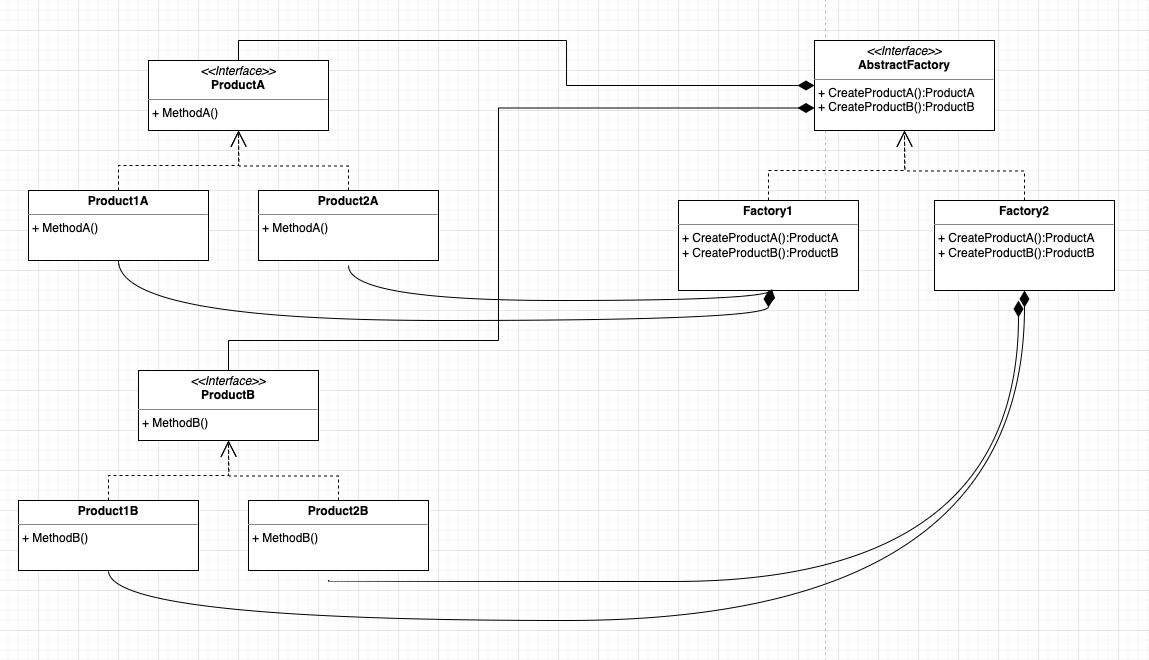 <<Interface>>
ProductA
+ MethodA()
<<Interface>>
AbstractFactory
+ CreateProductA():ProductA
+ CreateProductB():ProductB
Product1A
+ MethodA()
Product2A
+ MethodA()
Factory1
+ CreateProductA():ProductA
+ CreateProductB():ProductB
Factory2
+ CreateProductA():ProductA
+ CreateProductB():ProductB
<<Interface>>
ProductB
+ MethodB()
Product1B
+ MethodB()
Product2B
+ MethodB()